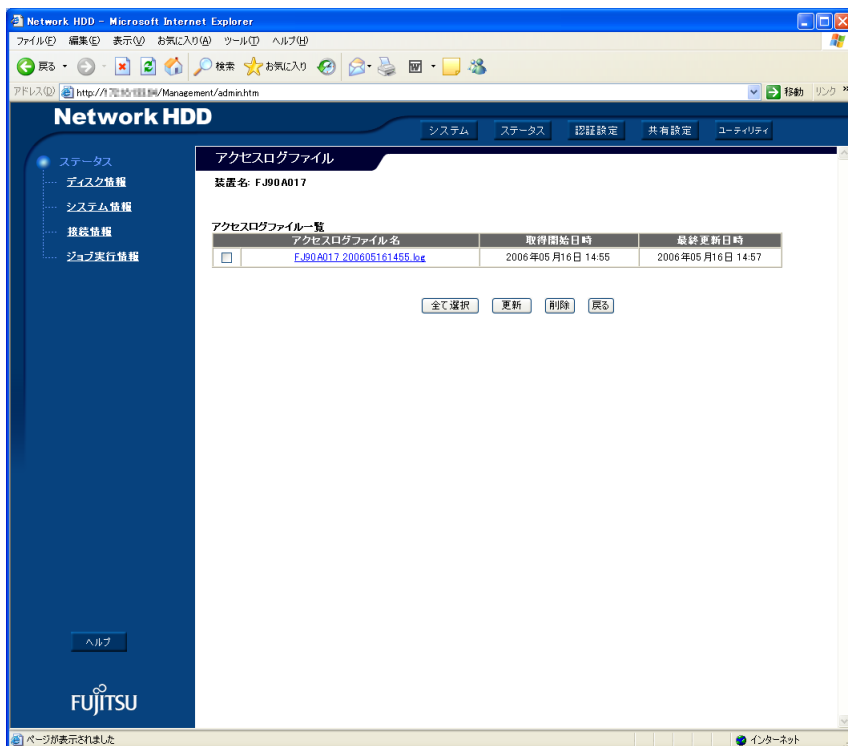 Network HDD - Microsoft Internet Explorer
ファイル(F) 編集(E) 表示(V) お気に入り(A) ツール(T) ヘルプ(H)
戻る 検索 お気に入り
アドレス(D) /Management/admin.htm 移動 リンク »
Network HDD
システム ステータス 認証設定 共有設定 ユーティリティ
ステータス
ディスク情報
システム情報
接続情報
ジョブ実行情報
アクセスログファイル
装置名: FJ90A017
アクセスログファイル一覧
アクセスログファイル名 取得開始日時 最終更新日時
FJ90A017_200605161455.log 2006年05月16日 14:55 2006年05月16日 14:57
全て選択 更新 削除 戻る
ヘルプ
FUJITSU
ページが表示されました インターネット